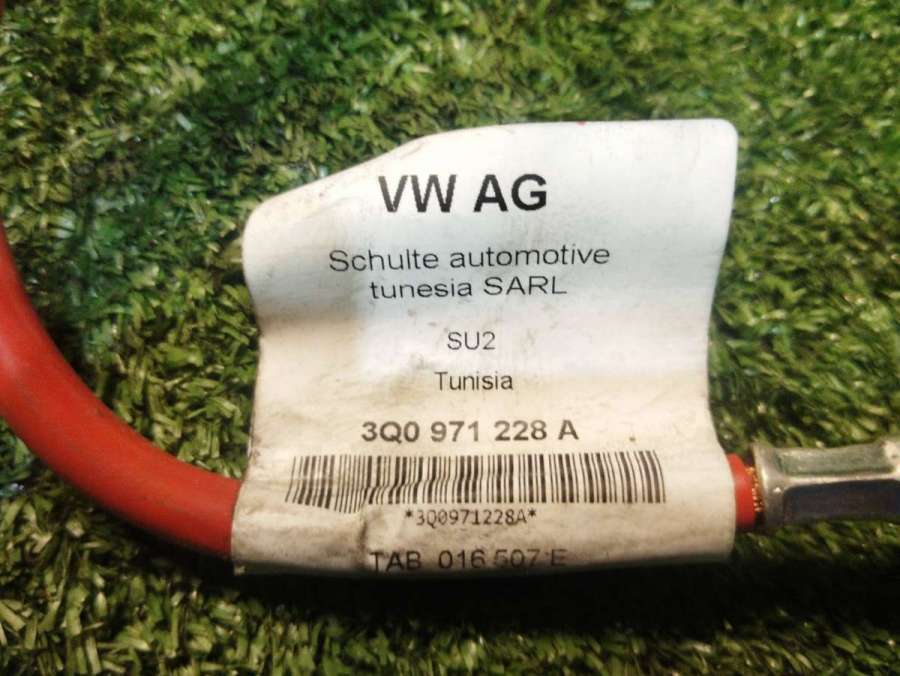 VW AG
Schulte automotive
tunesia SARL
SU2
Tunisia
3Q0 971 228 A
*3Q0971228A*
TAB 016 507 E